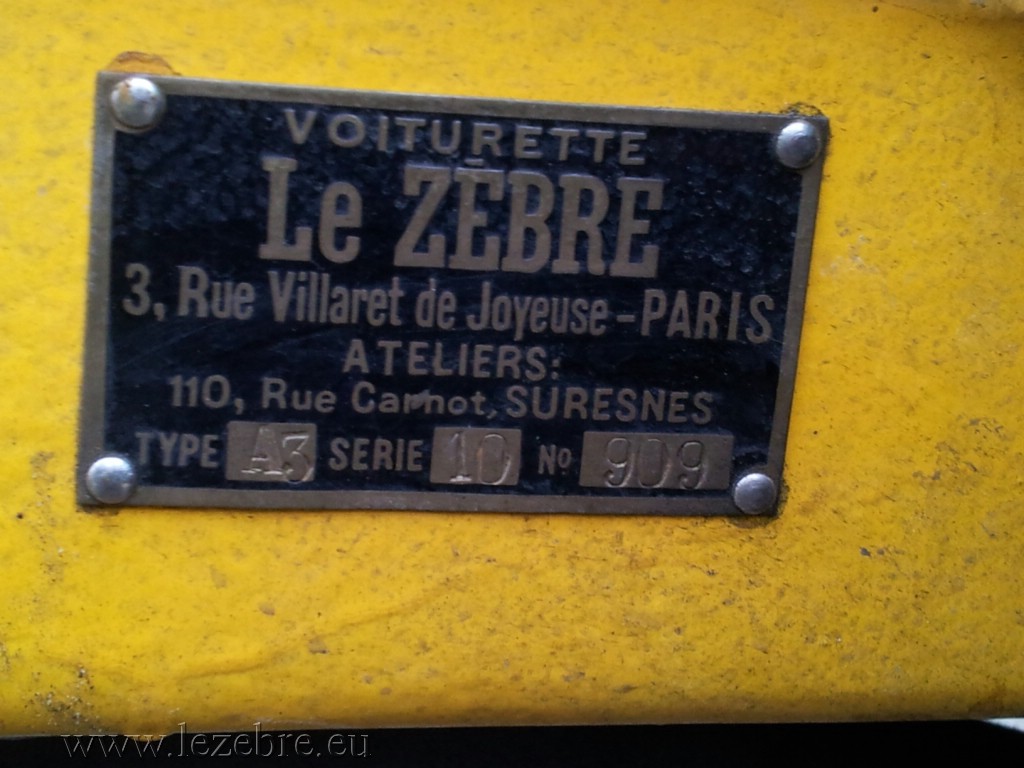 VOITURETTE
Le ZÈBRE
3, Rue Villaret de Joyeuse - PARIS
ATELIERS:
110, Rue Carnot, SURESNES
TYPE A3 SERIE 10 No 909
www.lezebre.eu